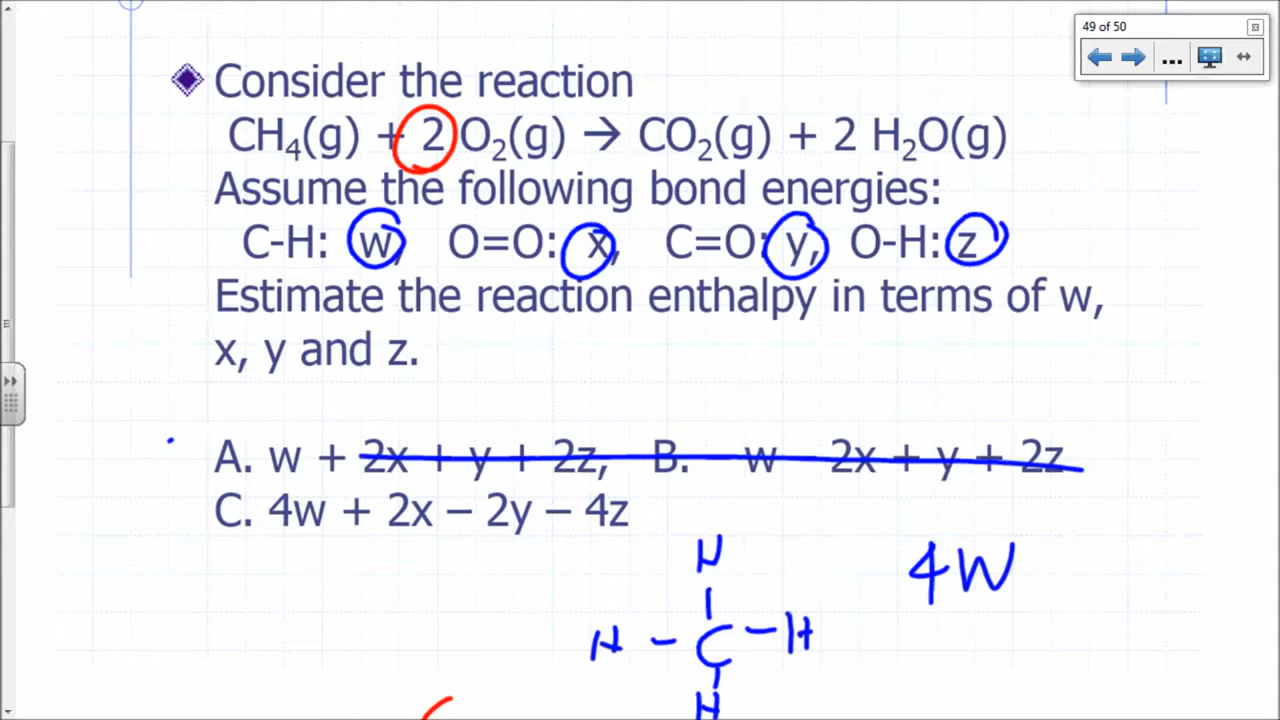 49 of 50
Consider the reaction
CH₄(g) + 2 O₂(g) → CO₂(g) + 2 H₂O(g)
Assume the following bond energies:
C-H: w, O=O: x, C=O: y, O-H: z
Estimate the reaction enthalpy in terms of w,
x, y and z.
A. w + 2x + y + 2z, B. w 2x + y + 2z
C. 4w + 2x – 2y – 4z
H
4W
H - C - H
H